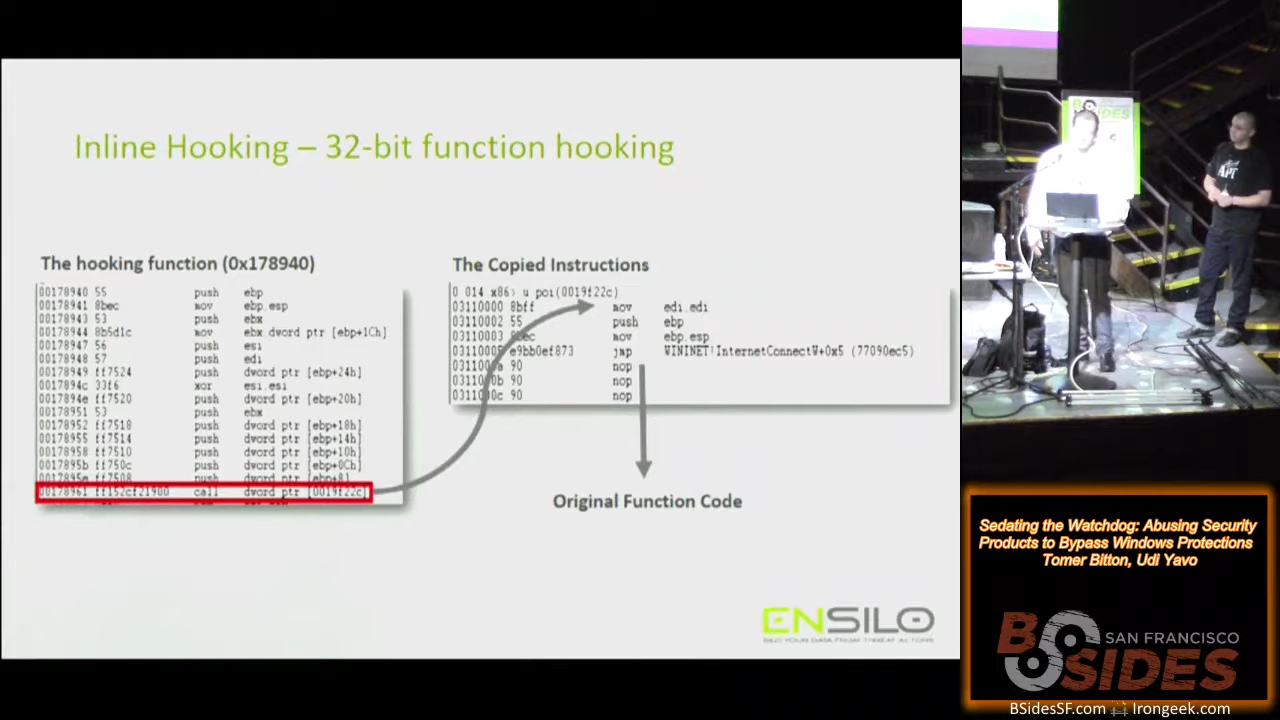 Inline Hooking – 32-bit function hooking
The hooking function (0x178940)
00178940 55 push ebp
00178941 8bec mov ebp,esp
00178943 53 push ebx
00178944 8b5d1c mov ebx dword ptr [ebp+1Ch]
00178947 56 push esi
00178948 57 push edi
00178949 ff7524 push dword ptr [ebp+24h]
0017894c 33f6 xor esi,esi
0017894e ff7520 push dword ptr [ebp+20h]
00178951 53 push ebx
00178952 ff7518 push dword ptr [ebp+18h]
00178955 ff7514 push dword ptr [ebp+14h]
00178958 ff7510 push dword ptr [ebp+10h]
0017895b ff750c push dword ptr [ebp+0Ch]
0017895e ff7508 push dword ptr [ebp+8]
00178961 ff152cf21900 call dword ptr [0019f22c]
The Copied Instructions
0 014 x86> u poi(0019f22c)
03110000 8bff mov edi,edi
03110002 55 push ebp
03110003 8bec mov ebp,esp
03110005 e9bb0ef873 jmp WININET!InternetConnectW+0x5 (77090ec5)
0311000a 90 nop
0311000b 90 nop
0311000c 90 nop
Original Function Code
ENSILO
BSIDES
APT
Sedating the Watchdog: Abusing Security
Products to Bypass Windows Protections
Tomer Bitton, Udi Yavo
BSIDES
SAN FRANCISCO
BSidesSF.com Irongeek.com